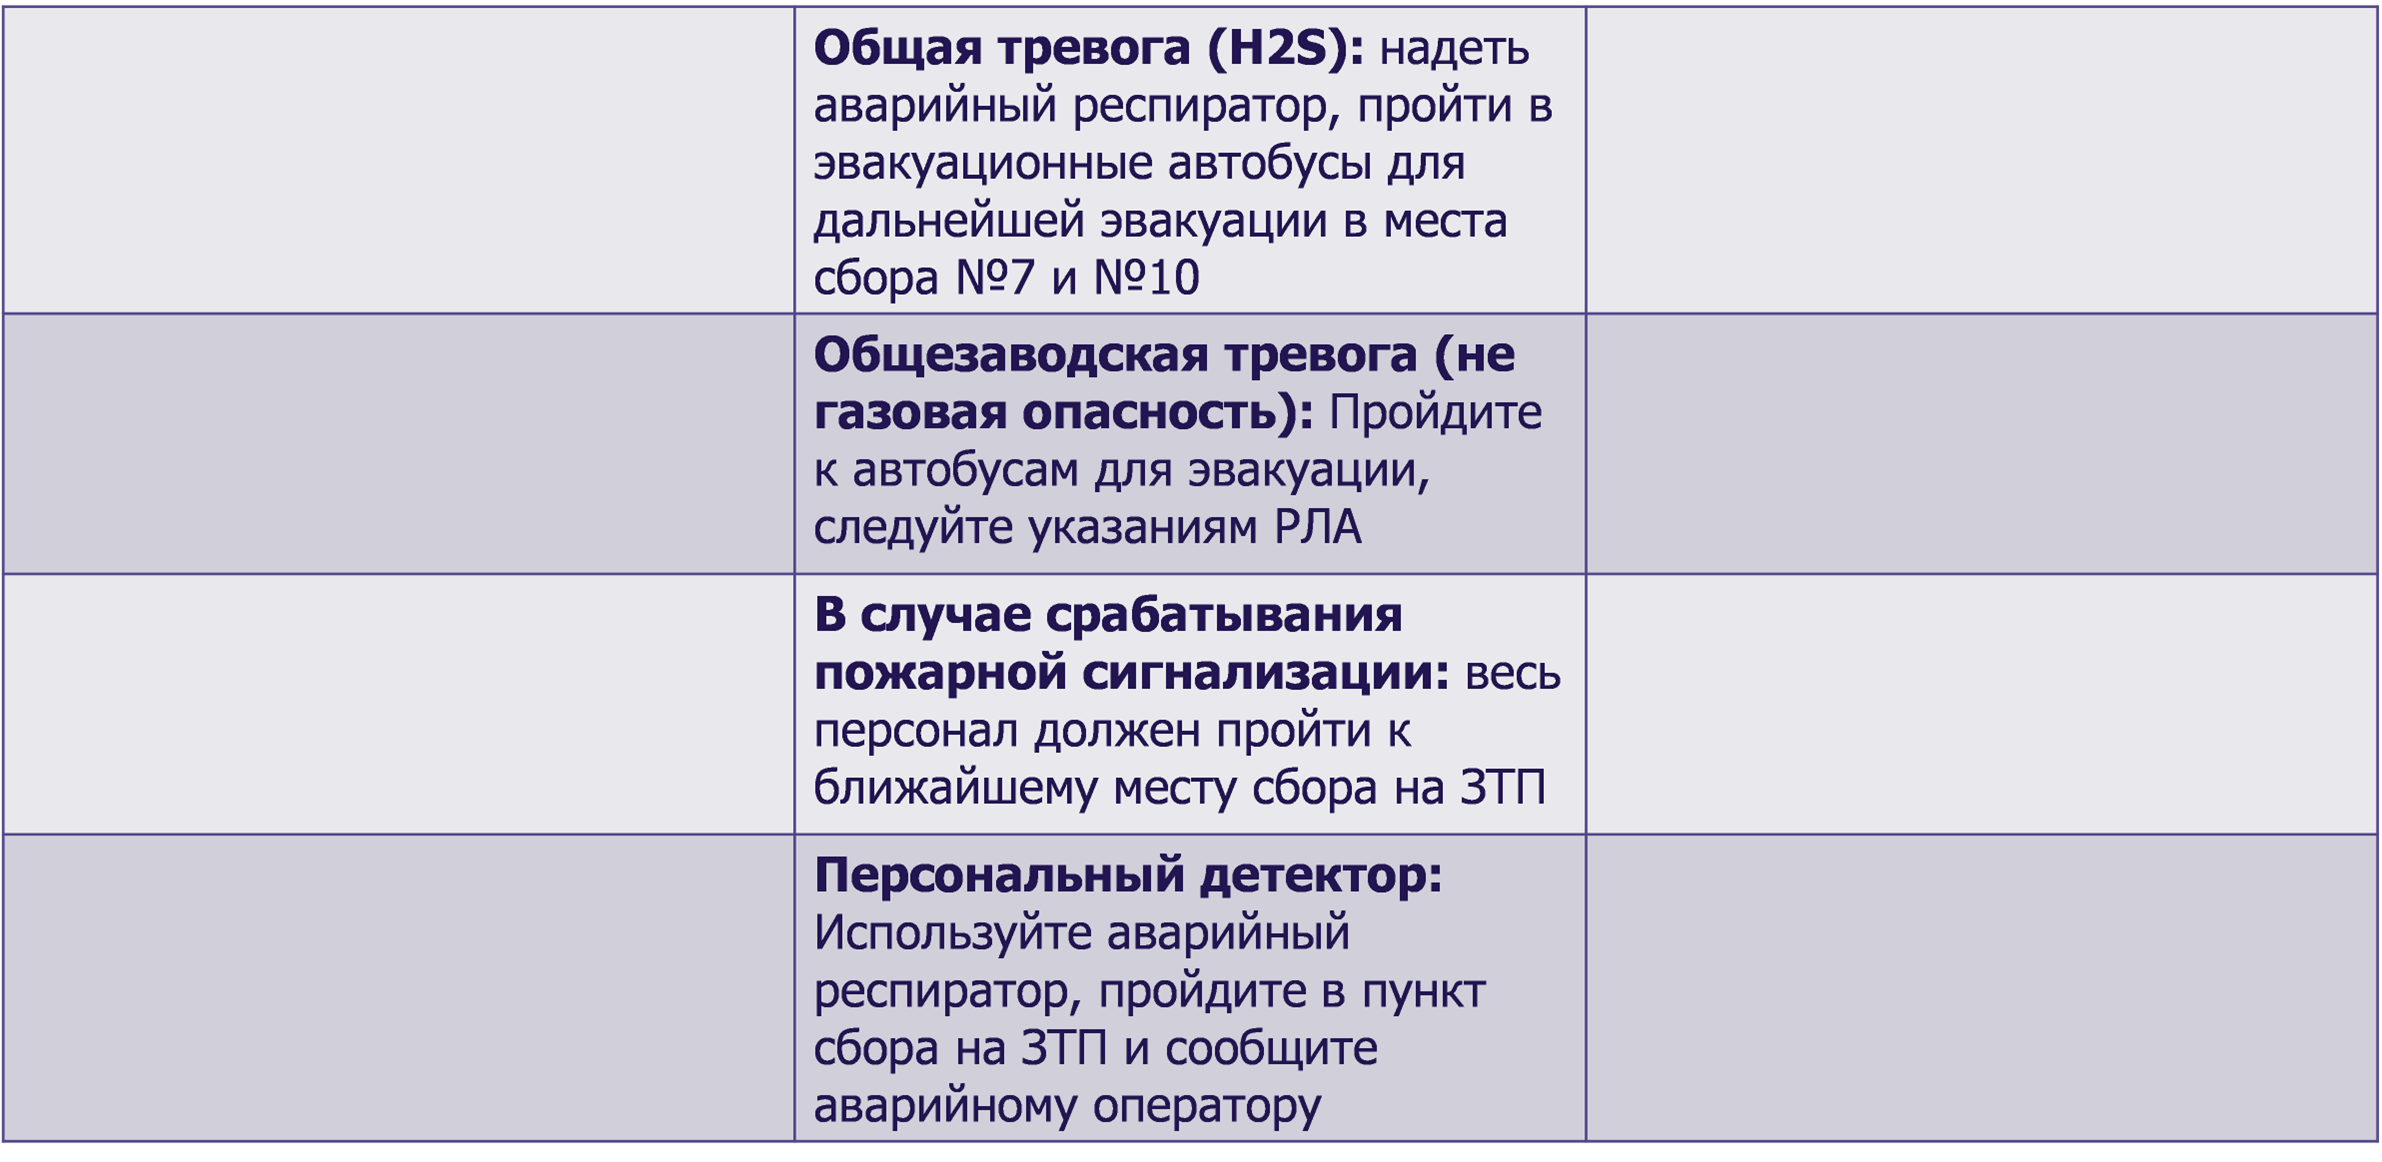 Общая тревога (H2S): надеть
аварийный респиратор, пройти в
эвакуационные автобусы для
дальнейшей эвакуации в места
сбора №7 и №10
Общезаводская тревога (не
газовая опасность): Пройдите
к автобусам для эвакуации,
следуйте указаниям РЛА
В случае срабатывания
пожарной сигнализации: весь
персонал должен пройти к
ближайшему месту сбора на ЗТП
Персональный детектор:
Используйте аварийный
респиратор, пройдите в пункт
сбора на ЗТП и сообщите
аварийному оператору